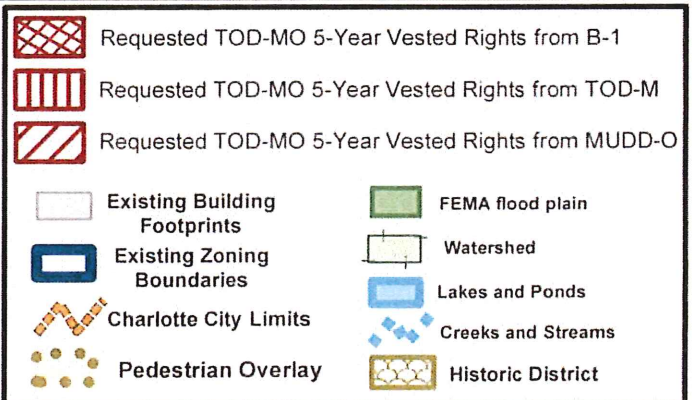 Requested TOD-MO 5-Year Vested Rights from B-1
Requested TOD-MO 5-Year Vested Rights from TOD-M
Requested TOD-MO 5-Year Vested Rights from MUDD-O
Existing Building
Footprints
Existing Zoning
Boundaries
Charlotte City Limits
Pedestrian Overlay
FEMA flood plain
Watershed
Lakes and Ponds
Creeks and Streams
Historic District